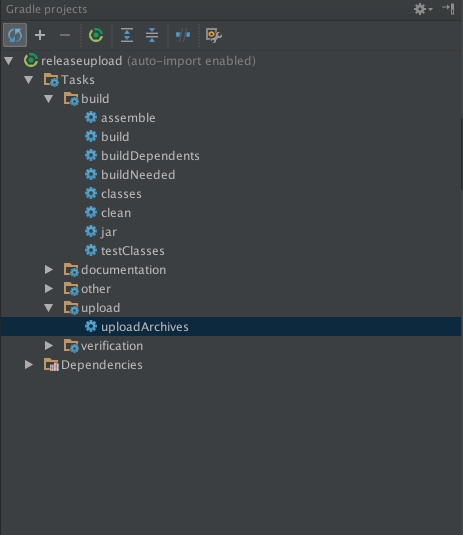 Gradle projects
releaseupload (auto-import enabled)
Tasks
build
assemble
build
buildDependents
buildNeeded
classes
clean
jar
testClasses
documentation
other
upload
uploadArchives
verification
Dependencies